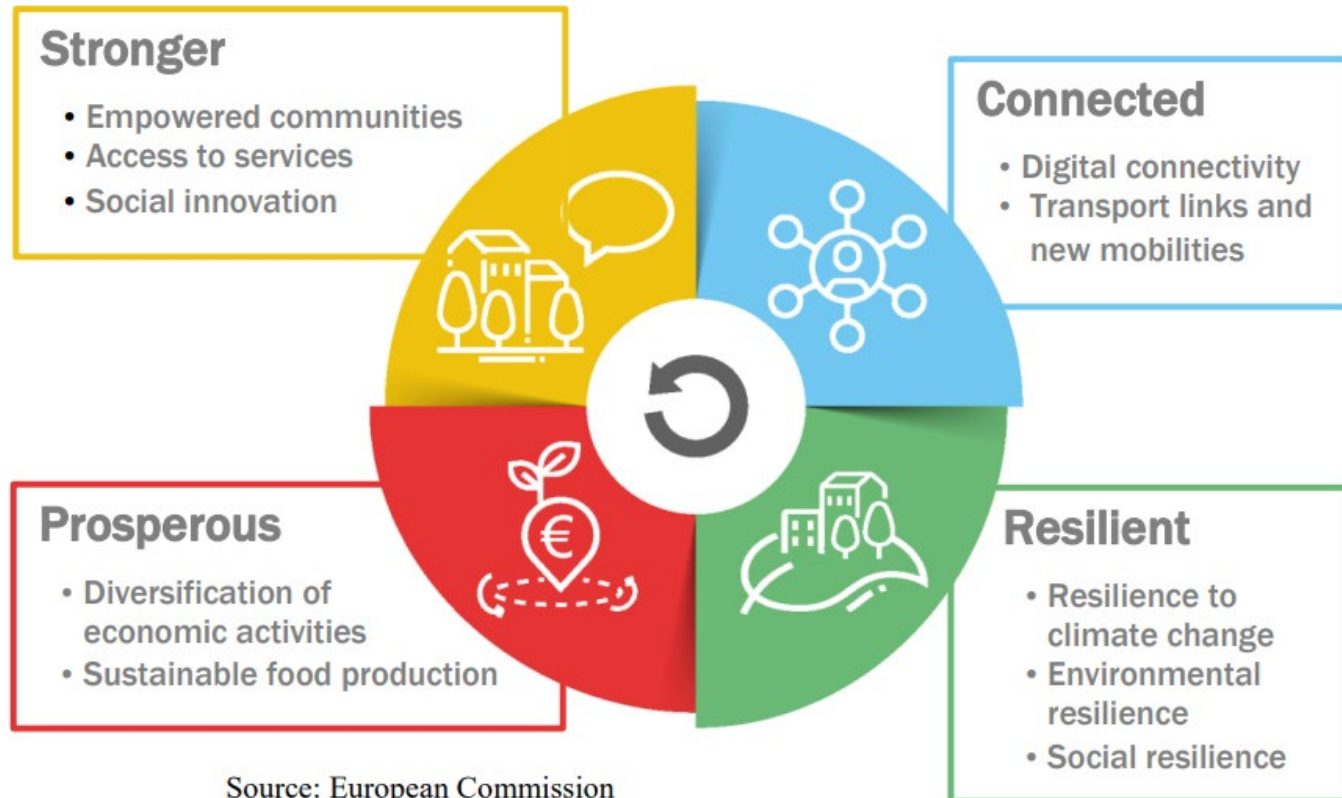 Stronger
• Empowered communities
• Access to services
• Social innovation
Connected
• Digital connectivity
• Transport links and
new mobilities
€
Prosperous
• Diversification of
economic activities
• Sustainable food production
Resilient
• Resilience to
climate change
• Environmental
resilience
• Social resilience
Source: European Commission